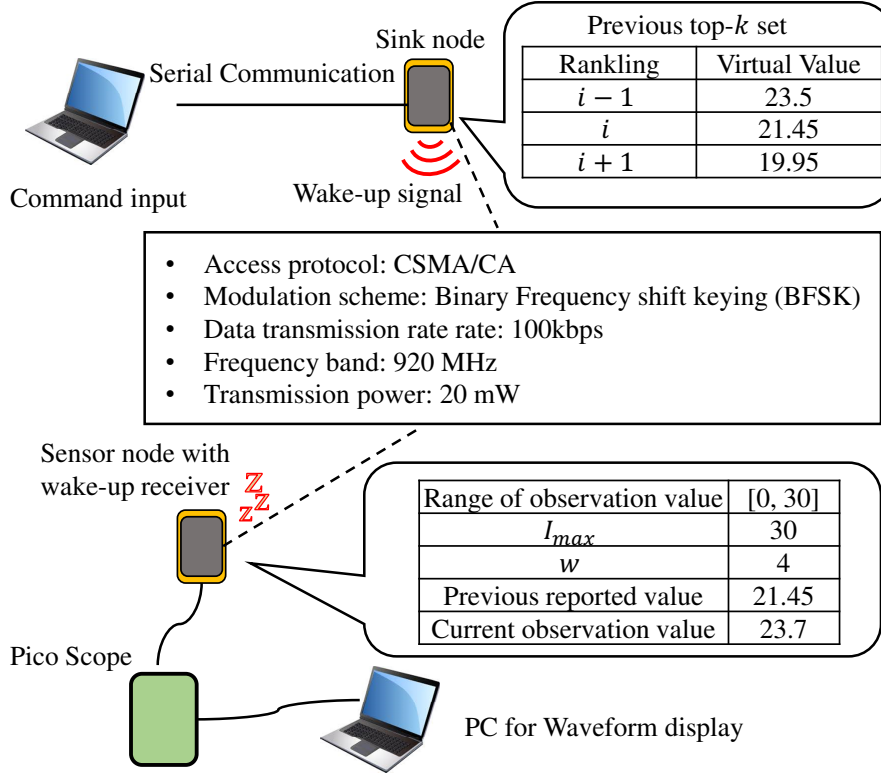 Previous top-k set
Rankling Virtual Value
i − 1 23.5
i 21.45
i + 1 19.95
Sink node
Serial Communication
Command input
Wake-up signal
• Access protocol: CSMA/CA
• Modulation scheme: Binary Frequency shift keying (BFSK)
• Data transmission rate rate: 100kbps
• Frequency band: 920 MHz
• Transmission power: 20 mW
Sensor node with
wake-up receiver
Z
z
z
Range of observation value [0, 30]
I_max 30
w 4
Previous reported value 21.45
Current observation value 23.7
Pico Scope
PC for Waveform display